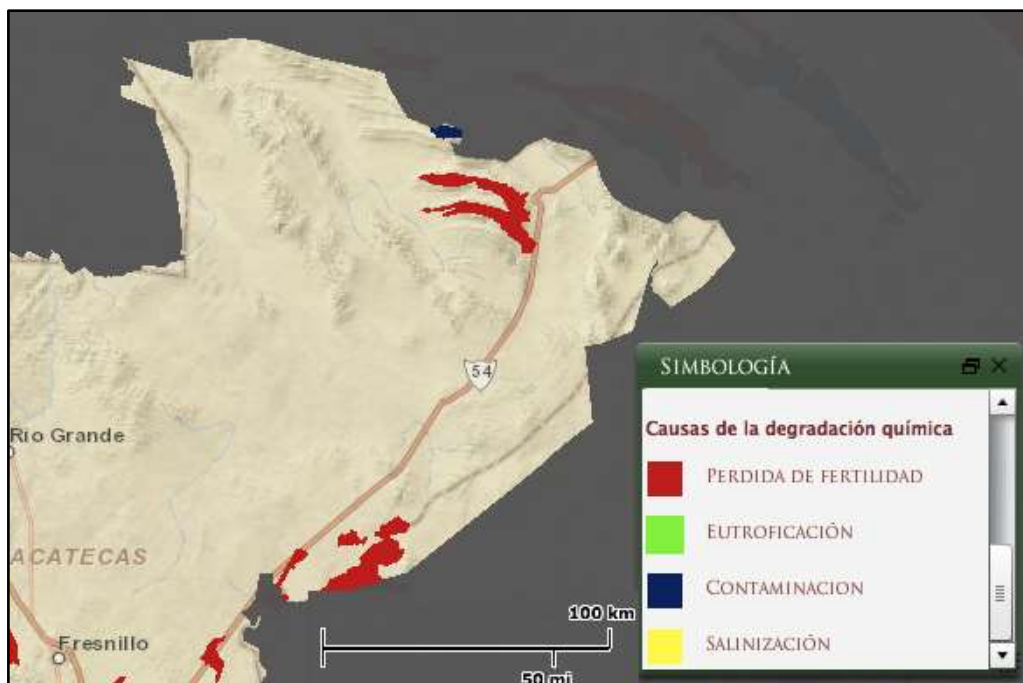 54
Río Grande
ACATECAS
Fresnillo
100 km
50 mi
SIMBOLOGÍA
Causas de la degradación química
PERDIDA DE FERTILIDAD
EUTROFICACIÓN
CONTAMINACION
SALINIZACIÓN